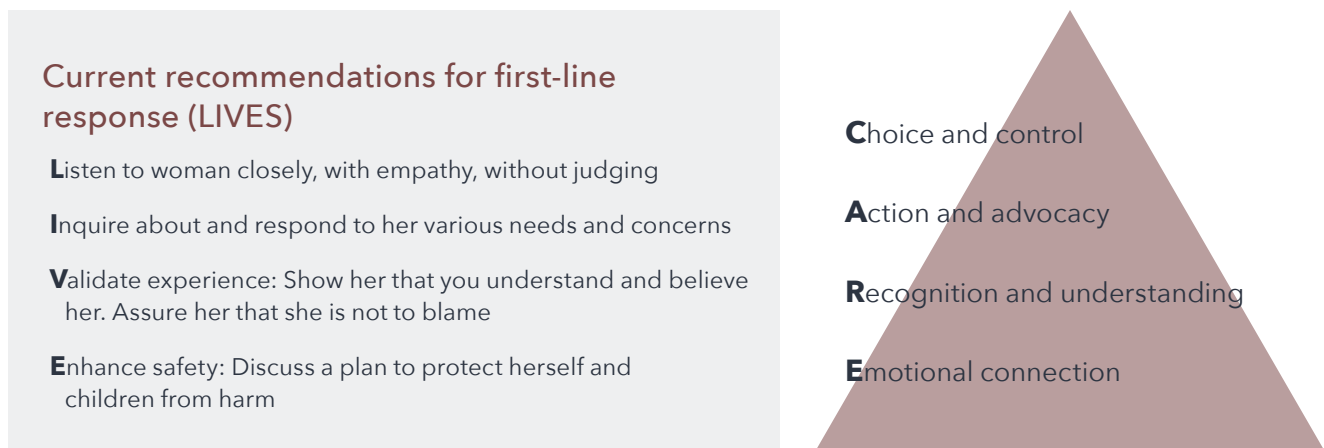 Current recommendations for first-line
response (LIVES)
Listen to woman closely, with empathy, without judging
Inquire about and respond to her various needs and concerns
Validate experience: Show her that you understand and believe
her. Assure her that she is not to blame
Enhance safety: Discuss a plan to protect herself and
children from harm
Choice and control
Action and advocacy
Recognition and understanding
Emotional connection